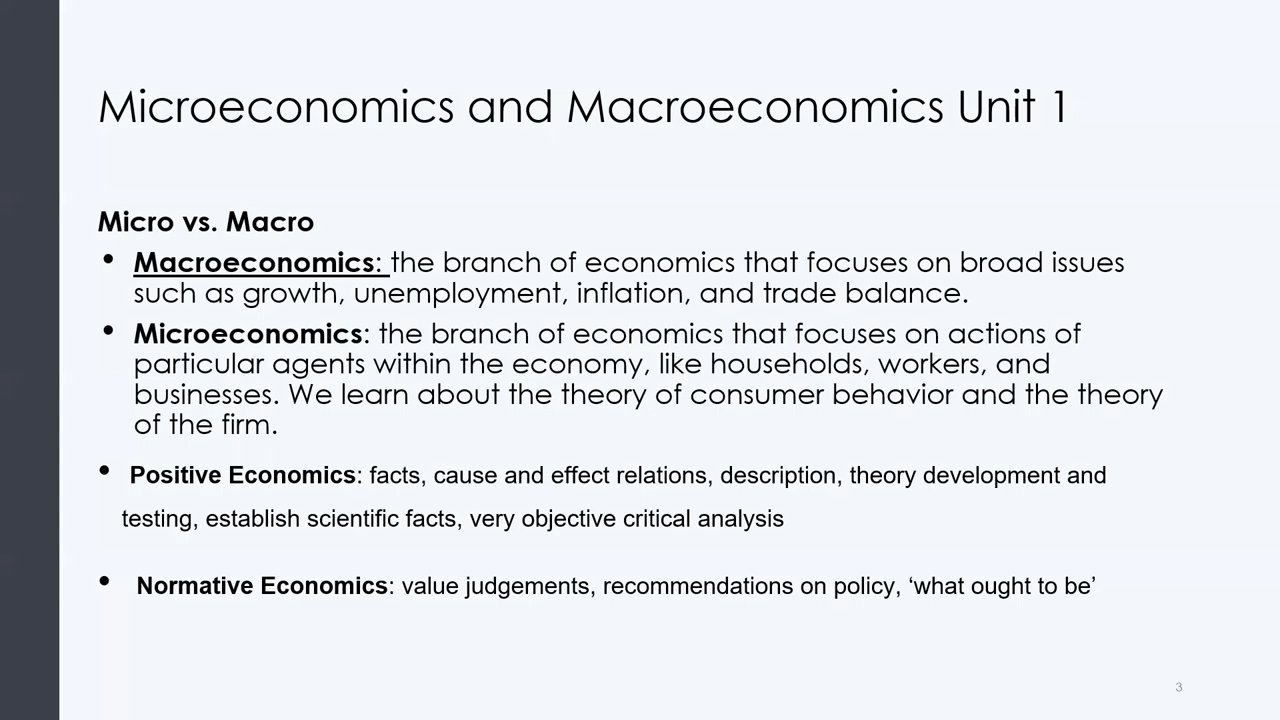 Microeconomics and Macroeconomics Unit 1
Micro vs. Macro
• Macroeconomics: the branch of economics that focuses on broad issues
such as growth, unemployment, inflation, and trade balance.
• Microeconomics: the branch of economics that focuses on actions of
particular agents within the economy, like households, workers, and
businesses. We learn about the theory of consumer behavior and the theory
of the firm.
• Positive Economics: facts, cause and effect relations, description, theory development and
testing, establish scientific facts, very objective critical analysis
• Normative Economics: value judgements, recommendations on policy, ‘what ought to be’
3